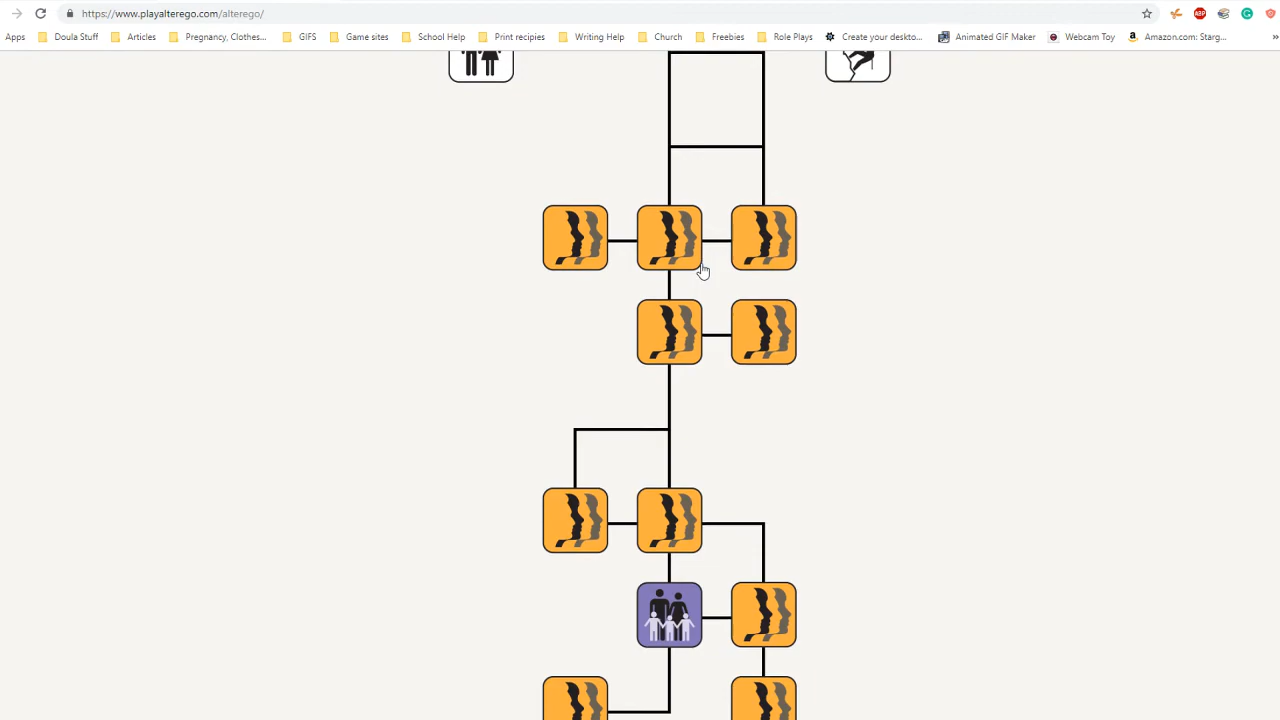 https://www.playalterego.com/alterego/
ABP
Apps Doula Stuff Articles Pregnancy, Clothes... GIFS Game sites School Help Print recipies Writing Help Church Freebies Role Plays Create your deskto... Animated GIF Maker Webcam Toy Amazon.com: Starg... »